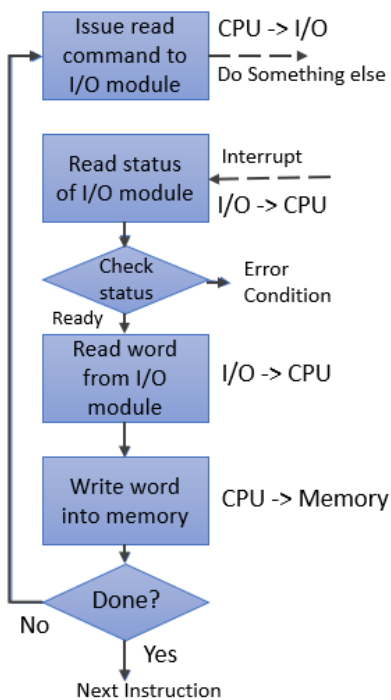 Issue read
command to
I/O module
CPU -> I/O
Do Something else
Read status
of I/O module
Interrupt
I/O -> CPU
Check
status
Error
Condition
Ready
Read word
from I/O
module
I/O -> CPU
Write word
into memory
CPU -> Memory
Done?
No
Yes
Next Instruction